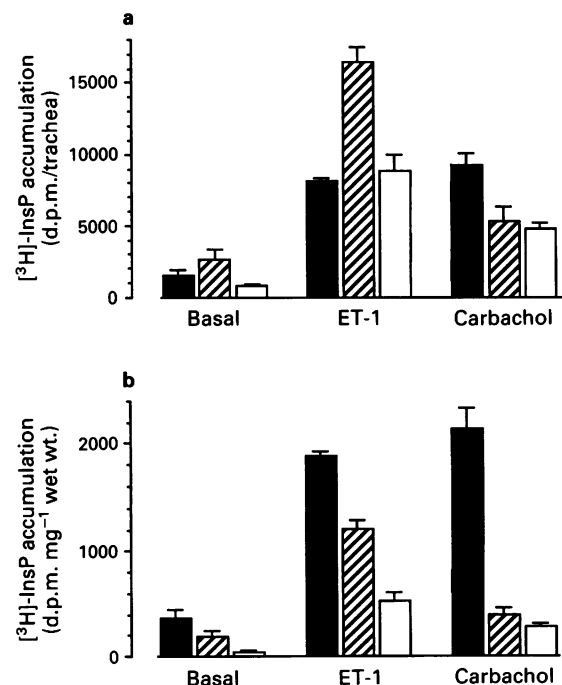 a
[³H]-InsP accumulation
(d.p.m./trachea)
15000
10000
5000
0
Basal
ET-1
Carbachol
b
[³H]-InsP accumulation
(d.p.m. mg⁻¹ wet wt.)
2000
1000
0
Basal
ET-1
Carbachol